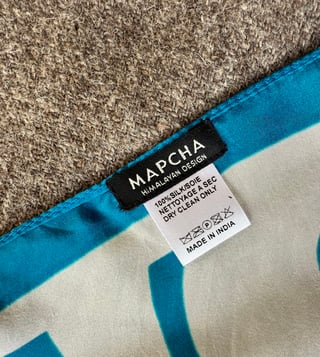 MAPCHA
HiMALAYAN DESIGN
100% SILK/SOIE
NETTOYAGE A SEC
DRY CLEAN ONLY
MADE IN INDIA